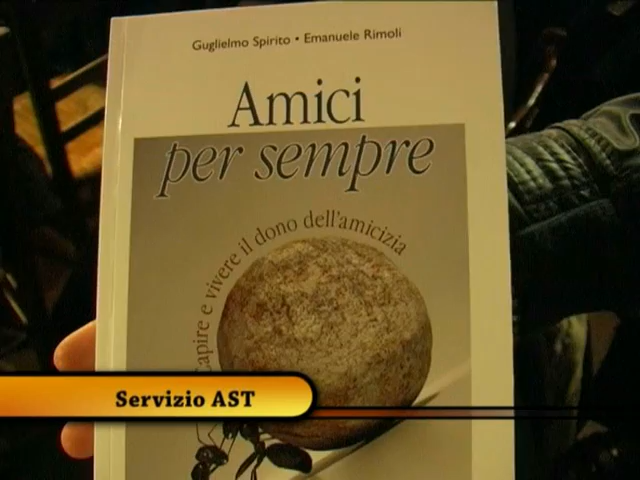 Guglielmo Spirito • Emanuele Rimoli
Amici
per sempre
Capire e vivere il dono dell'amicizia
Servizio AST